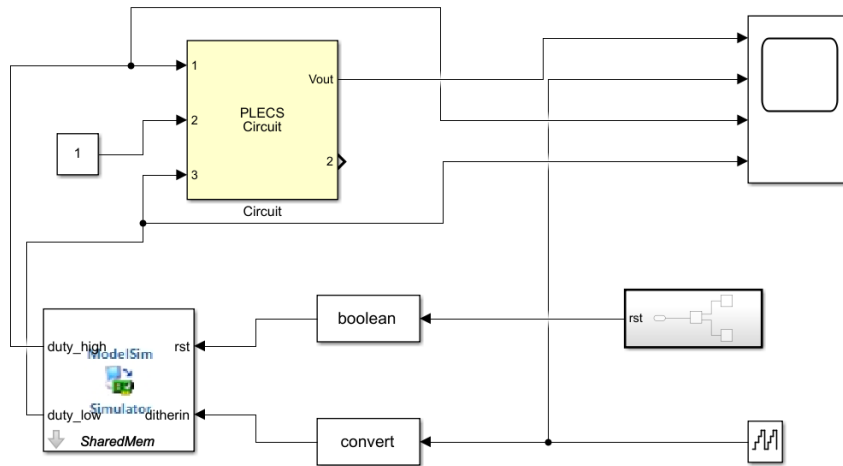 1
Vout
PLECS
Circuit
2
1
2
3
Circuit
boolean
rst
duty_high
rst
ModelSim
Simulator
duty_low
ditherin
SharedMem
convert